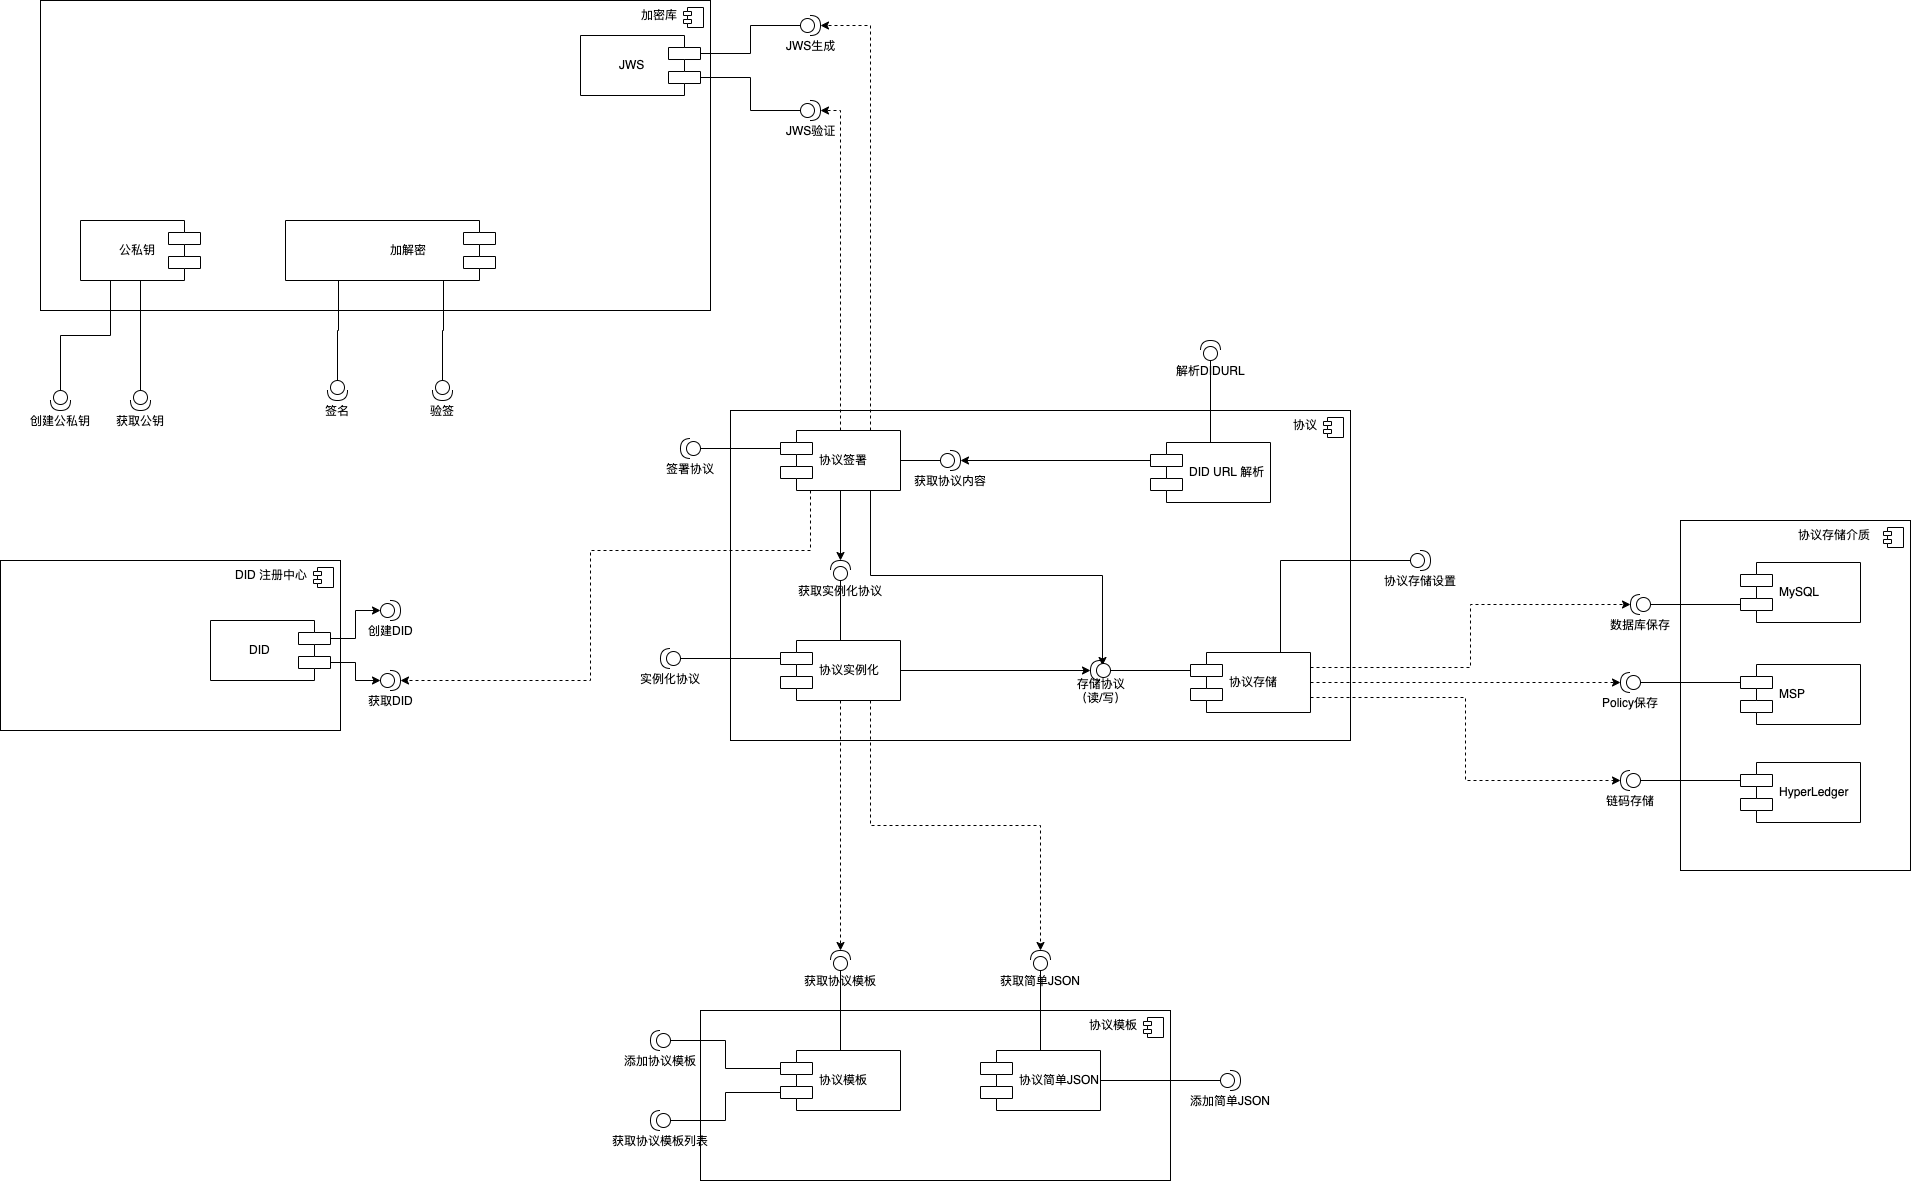 加密库
JWS
JWS生成
JWS验证
公私钥
加解密
创建公私钥
获取公钥
签名
验签
解析DIDURL
协议
签署协议
协议签署
获取协议内容
DID URL 解析
DID 注册中心
DID
创建DID
获取DID
获取实例化协议
实例化协议
协议实例化
存储协议
（读/写）
协议存储
协议存储设置
协议存储介质
数据库保存
MySQL
Policy保存
MSP
链码存储
HyperLedger
获取协议模板
获取简单JSON
协议模板
添加协议模板
协议模板
协议简单JSON
添加简单JSON
获取协议模板列表